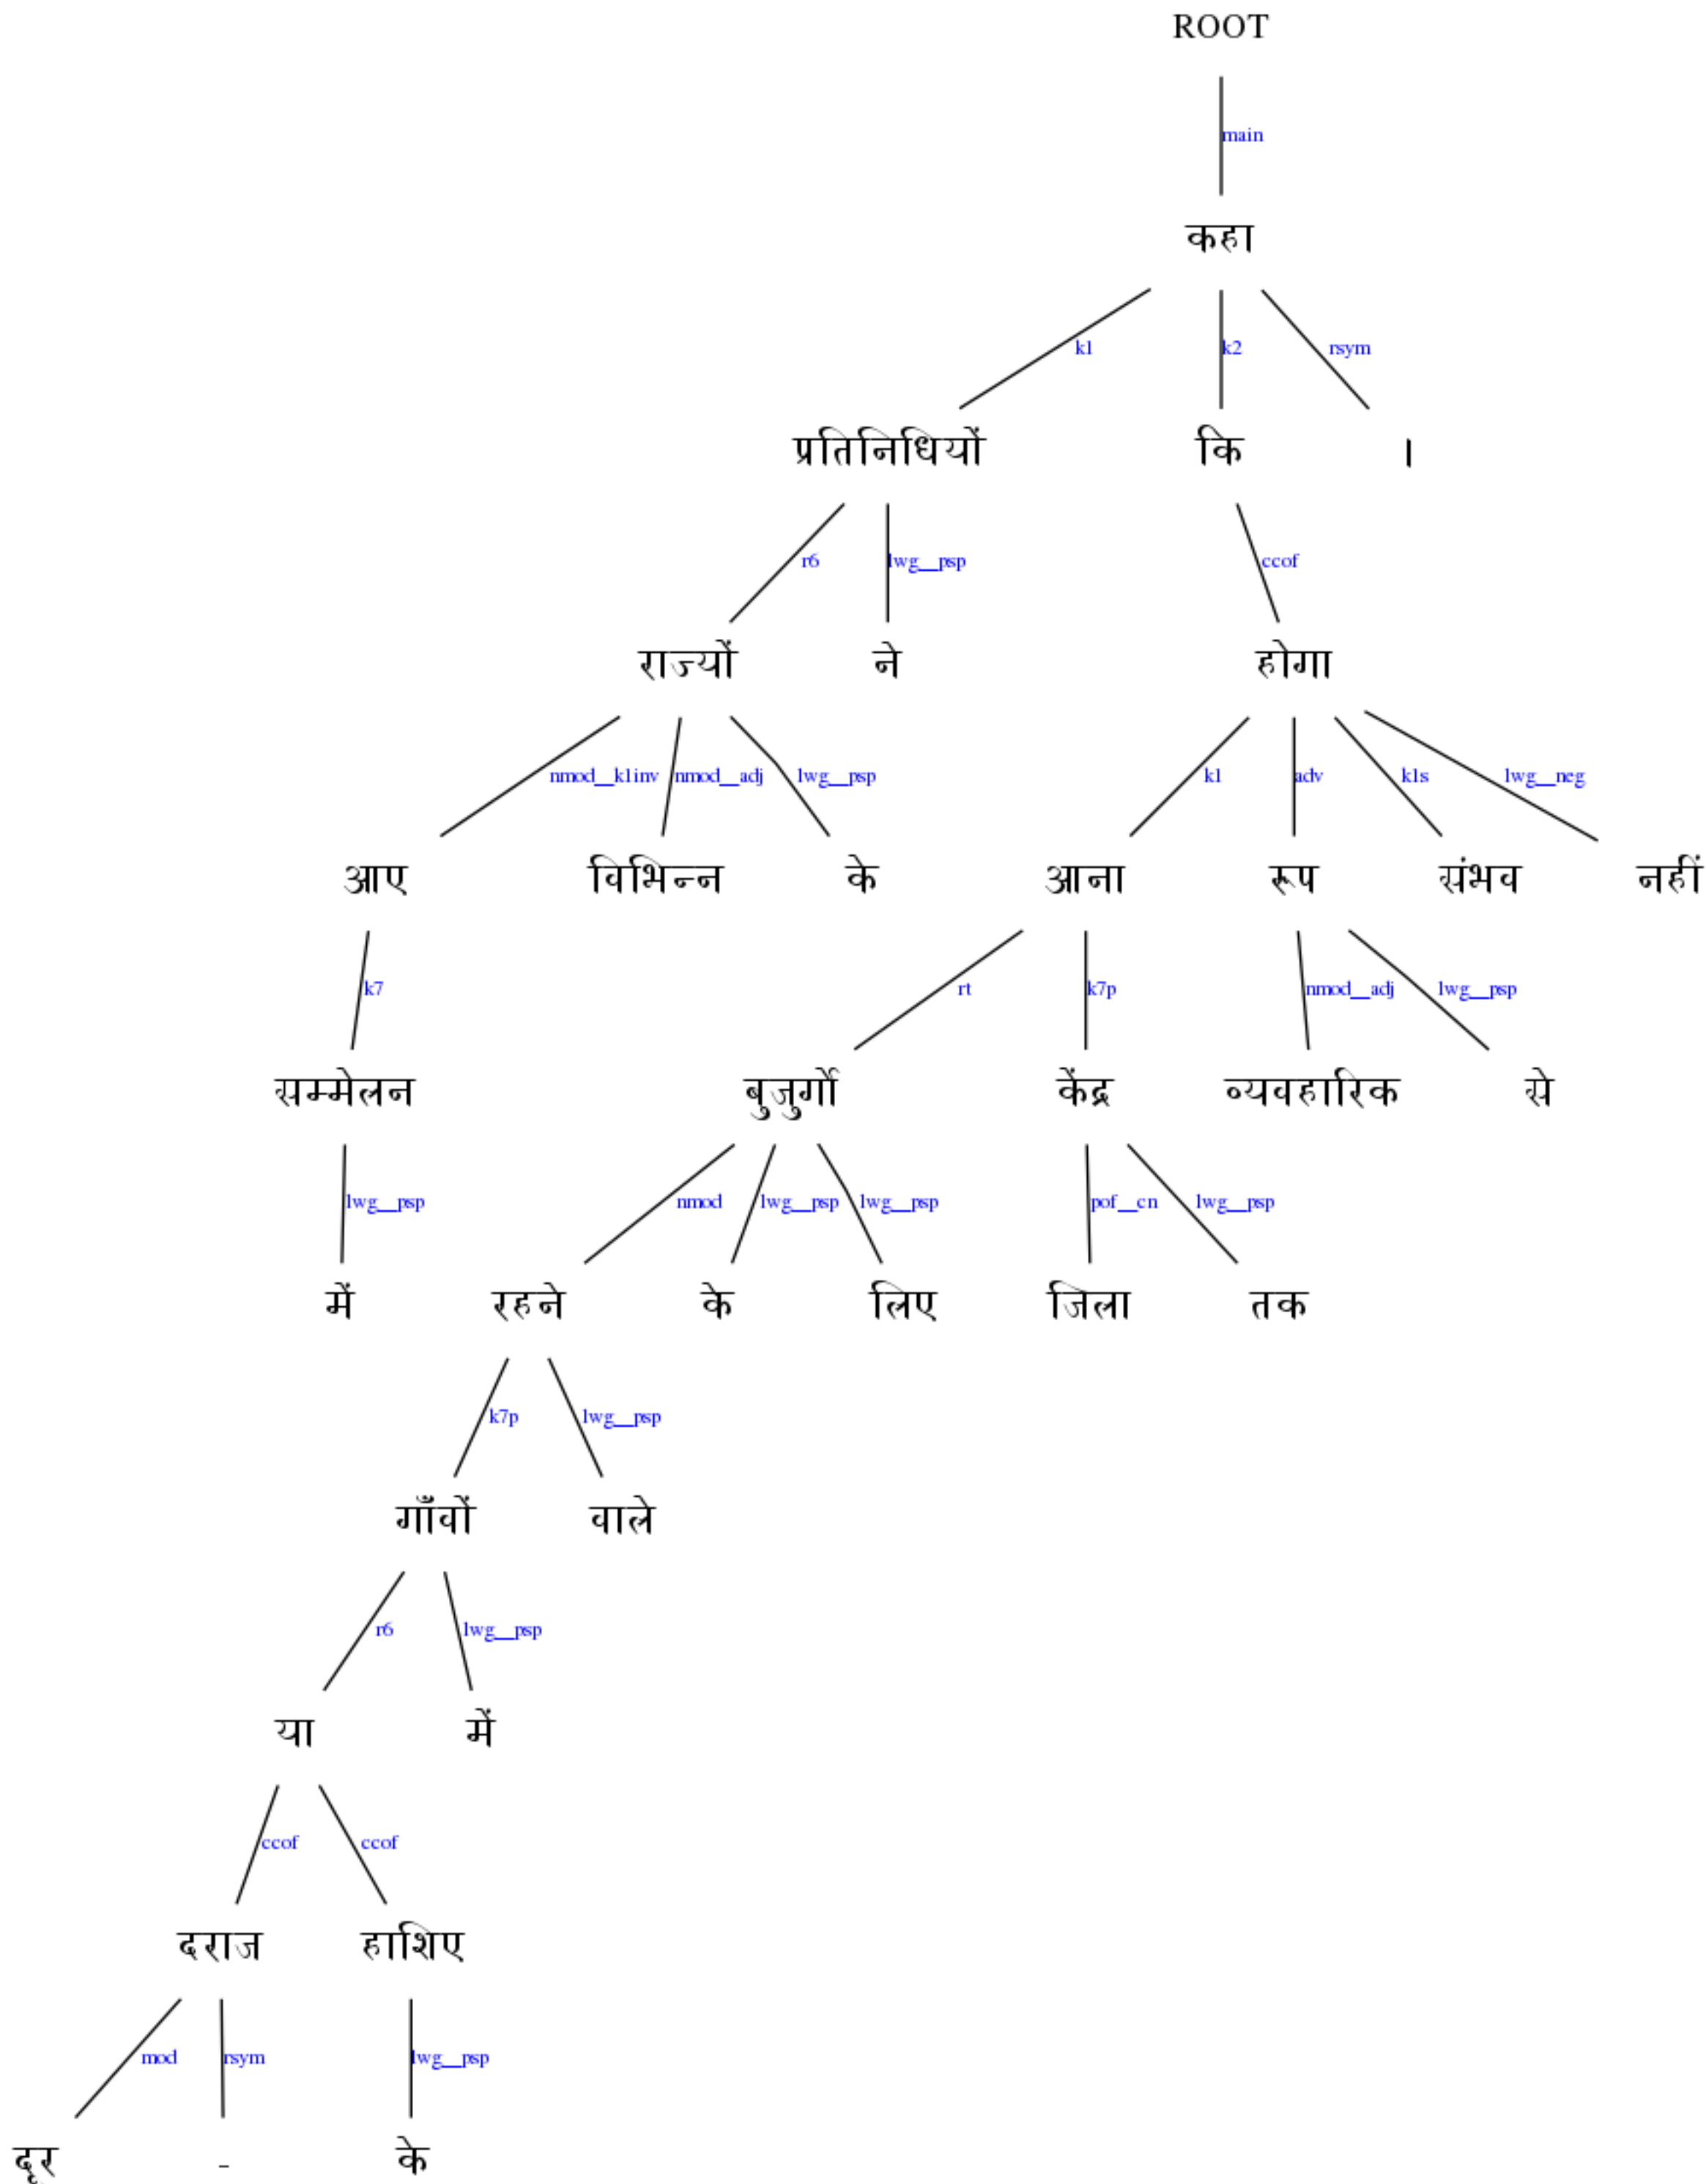 ROOT
main
कहा
k1 k2 rsym
प्रतिनिधियों कि ।
r6 lwg__psp ccof
राज्यों ने होगा
nmod__k1inv nmod__adj lwg__psp k1 adv k1s lwg__neg
आए विभिन्न के आना रूप संभव नहीं
k7 rt k7p nmod__adj lwg__psp
सम्मेलन बुजुर्गों केंद्र व्यवहारिक से
lwg__psp nmod lwg__psp lwg__psp pof__cn lwg__psp
में रहने के लिए जिला तक
k7p lwg__psp
गाँवों वाले
r6 lwg__psp
या में
ccof ccof
दराज हाशिए
mod rsym lwg__psp
दूर - के